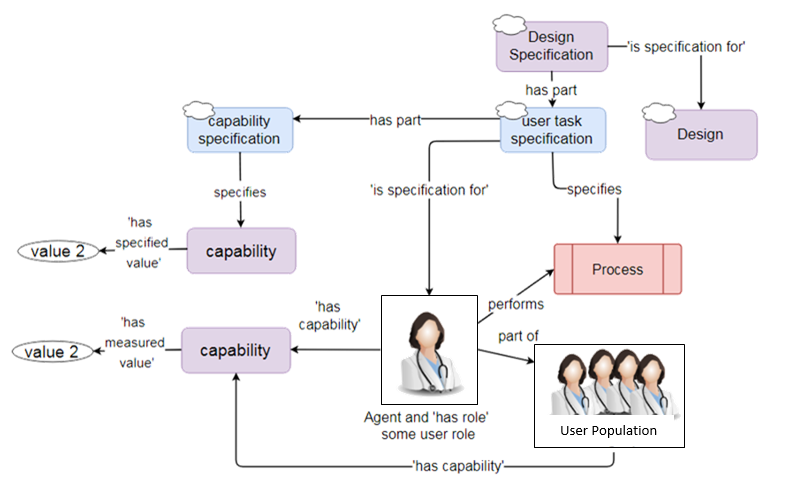 Design
Specification
'is specification for'
has part
capability
specification
has part
user task
specification
Design
specifies
'is specification for'
specifies
'has
specified
value'
value 2
capability
Process
'has
capability'
performs
'has
measured
value'
value 2
capability
part of
Agent and 'has role'
some user role
User Population
'has capability'